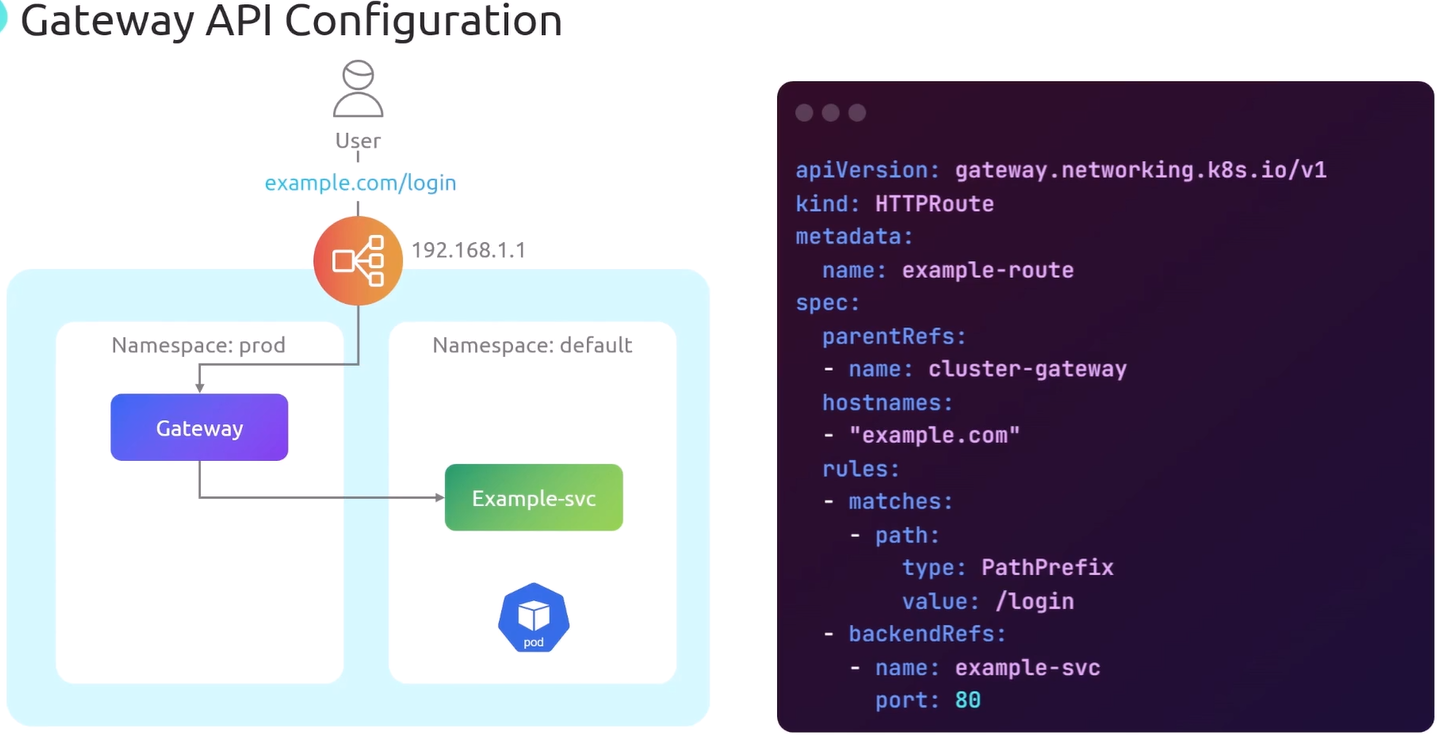 Gateway API Configuration
User
example.com/login
192.168.1.1
Namespace: prod
Namespace: default
Gateway
Example-svc
pod
apiVersion: gateway.networking.k8s.io/v1
kind: HTTPRoute
metadata:
  name: example-route
spec:
  parentRefs:
  - name: cluster-gateway
  hostnames:
  - "example.com"
  rules:
  - matches:
    - path:
        type: PathPrefix
        value: /login
  - backendRefs:
    - name: example-svc
      port: 80